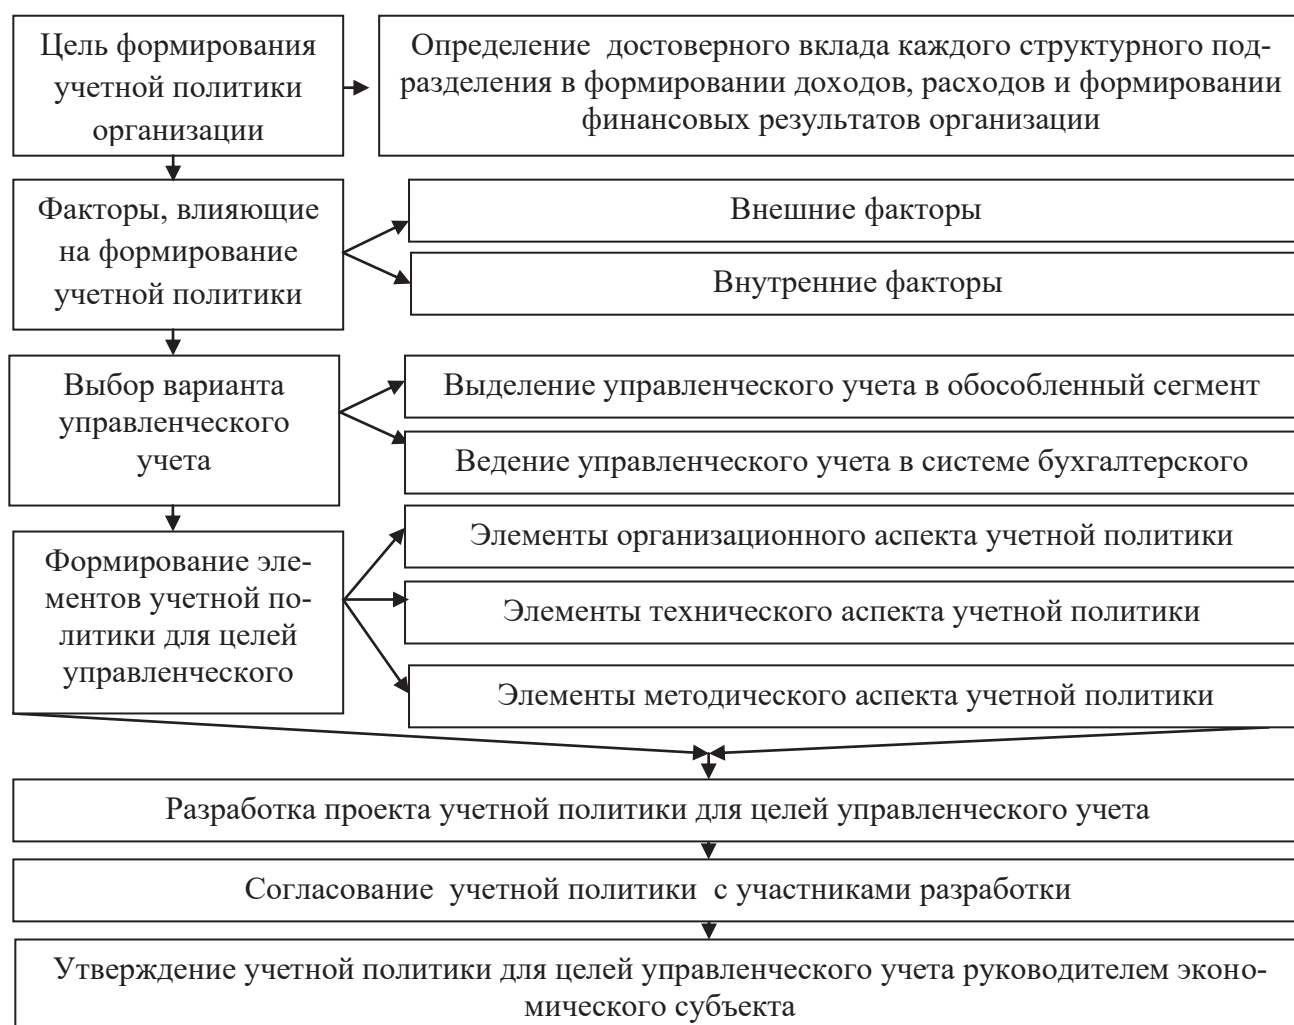 Цель формирования
учетной политики
организации
Определение достоверного вклада каждого структурного под-
разделения в формировании доходов, расходов и формировании
финансовых результатов организации
Факторы, влияющие
на формирование
учетной политики
Внешние факторы
Внутренние факторы
Выбор варианта
управленческого
учета
Выделение управленческого учета в обособленный сегмент
Ведение управленческого учета в системе бухгалтерского
Формирование эле-
ментов учетной по-
литики для целей
управленческого
Элементы организационного аспекта учетной политики
Элементы технического аспекта учетной политики
Элементы методического аспекта учетной политики
Разработка проекта учетной политики для целей управленческого учета
Согласование учетной политики с участниками разработки
Утверждение учетной политики для целей управленческого учета руководителем эконо-
мического субъекта